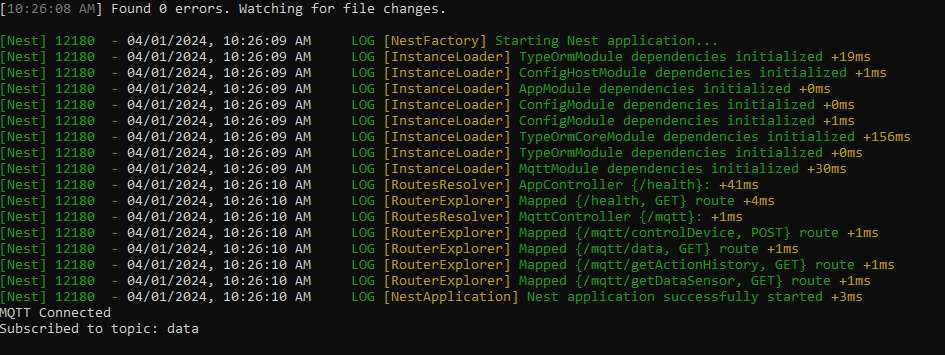 [10:26:08 AM] Found 0 errors. Watching for file changes.
[Nest] 12180  - 04/01/2024, 10:26:09 AM     LOG [NestFactory] Starting Nest application...
[Nest] 12180  - 04/01/2024, 10:26:09 AM     LOG [InstanceLoader] TypeOrmModule dependencies initialized +19ms
[Nest] 12180  - 04/01/2024, 10:26:09 AM     LOG [InstanceLoader] ConfigHostModule dependencies initialized +1ms
[Nest] 12180  - 04/01/2024, 10:26:09 AM     LOG [InstanceLoader] AppModule dependencies initialized +0ms
[Nest] 12180  - 04/01/2024, 10:26:09 AM     LOG [InstanceLoader] ConfigModule dependencies initialized +0ms
[Nest] 12180  - 04/01/2024, 10:26:09 AM     LOG [InstanceLoader] ConfigModule dependencies initialized +1ms
[Nest] 12180  - 04/01/2024, 10:26:09 AM     LOG [InstanceLoader] TypeOrmCoreModule dependencies initialized +156ms
[Nest] 12180  - 04/01/2024, 10:26:09 AM     LOG [InstanceLoader] TypeOrmModule dependencies initialized +0ms
[Nest] 12180  - 04/01/2024, 10:26:09 AM     LOG [InstanceLoader] MqttModule dependencies initialized +30ms
[Nest] 12180  - 04/01/2024, 10:26:10 AM     LOG [RoutesResolver] AppController {/health}: +41ms
[Nest] 12180  - 04/01/2024, 10:26:10 AM     LOG [RouterExplorer] Mapped {/health, GET} route +4ms
[Nest] 12180  - 04/01/2024, 10:26:10 AM     LOG [RoutesResolver] MqttController {/mqtt}: +1ms
[Nest] 12180  - 04/01/2024, 10:26:10 AM     LOG [RouterExplorer] Mapped {/mqtt/controlDevice, POST} route +1ms
[Nest] 12180  - 04/01/2024, 10:26:10 AM     LOG [RouterExplorer] Mapped {/mqtt/data, GET} route +1ms
[Nest] 12180  - 04/01/2024, 10:26:10 AM     LOG [RouterExplorer] Mapped {/mqtt/getActionHistory, GET} route +1ms
[Nest] 12180  - 04/01/2024, 10:26:10 AM     LOG [RouterExplorer] Mapped {/mqtt/getDataSensor, GET} route +1ms
[Nest] 12180  - 04/01/2024, 10:26:10 AM     LOG [NestApplication] Nest application successfully started +3ms
MQTT Connected
Subscribed to topic: data